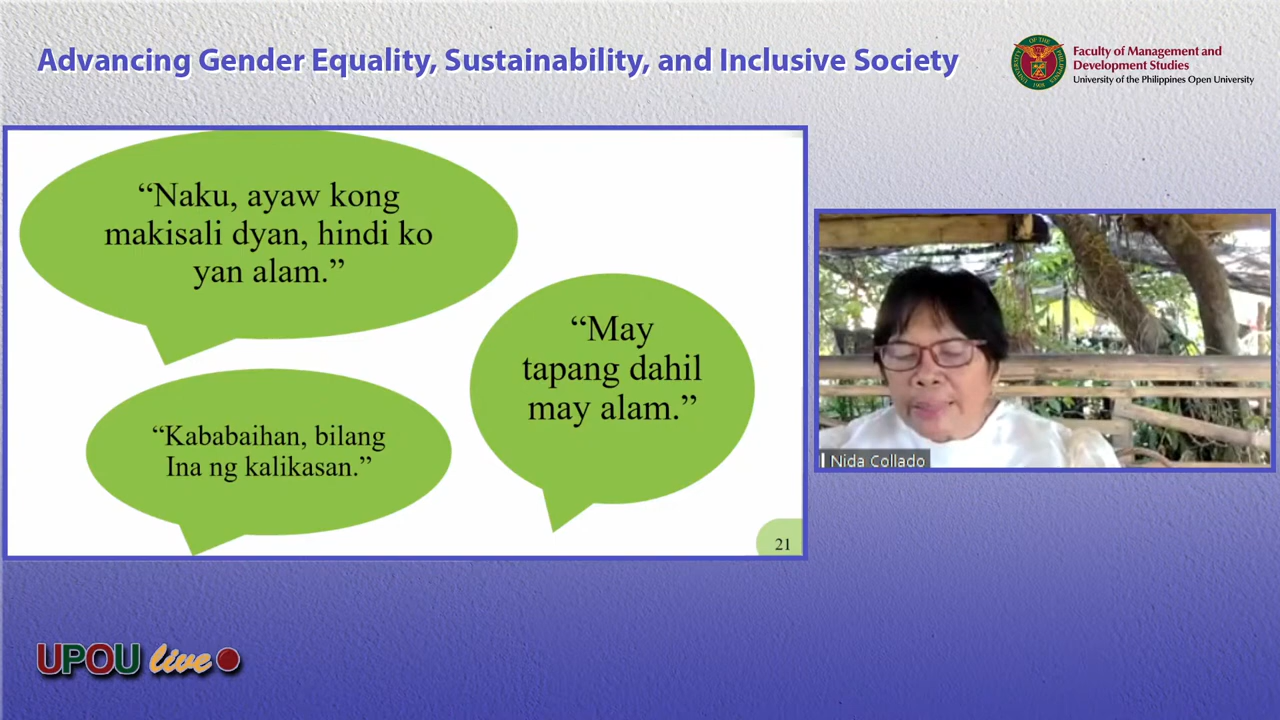 Advancing Gender Equality, Sustainability, and Inclusive Society
Faculty of Management and
Development Studies
University of the Philippines Open University
“Naku, ayaw kong
makisali dyan, hindi ko
yan alam.”
“May
tapang dahil
may alam.”
“Kababaihan, bilang
Ina ng kalikasan.”
21
Nida Collado
UPOU live